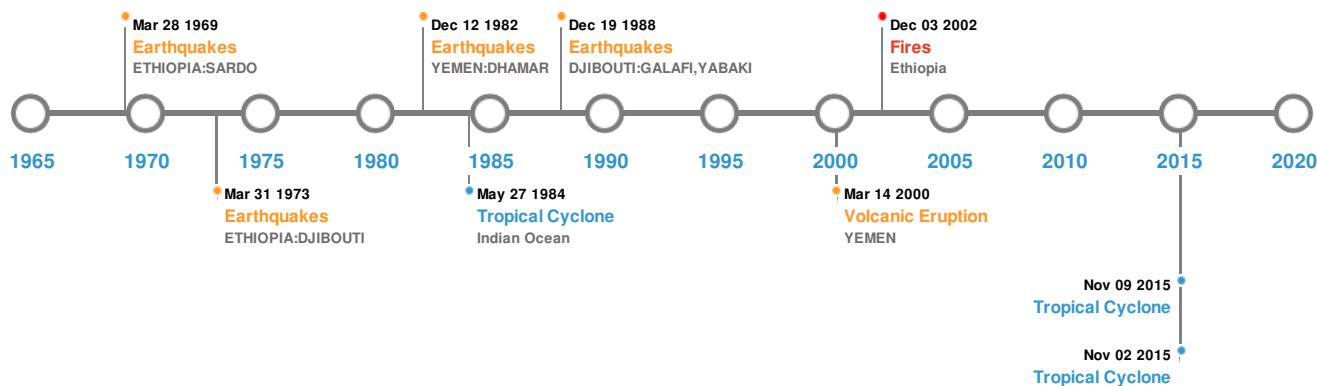 Mar 28 1969
Earthquakes
ETHIOPIA:SARDO
Dec 12 1982
Earthquakes
YEMEN:DHAMAR
Dec 19 1988
Earthquakes
DJIBOUTI:GALAFI,YABAKI
Dec 03 2002
Fires
Ethiopia
1965 1970 1975 1980 1985 1990 1995 2000 2005 2010 2015 2020
Mar 31 1973
Earthquakes
ETHIOPIA:DJIBOUTI
May 27 1984
Tropical Cyclone
Indian Ocean
Mar 14 2000
Volcanic Eruption
YEMEN
Nov 09 2015
Tropical Cyclone
Nov 02 2015
Tropical Cyclone